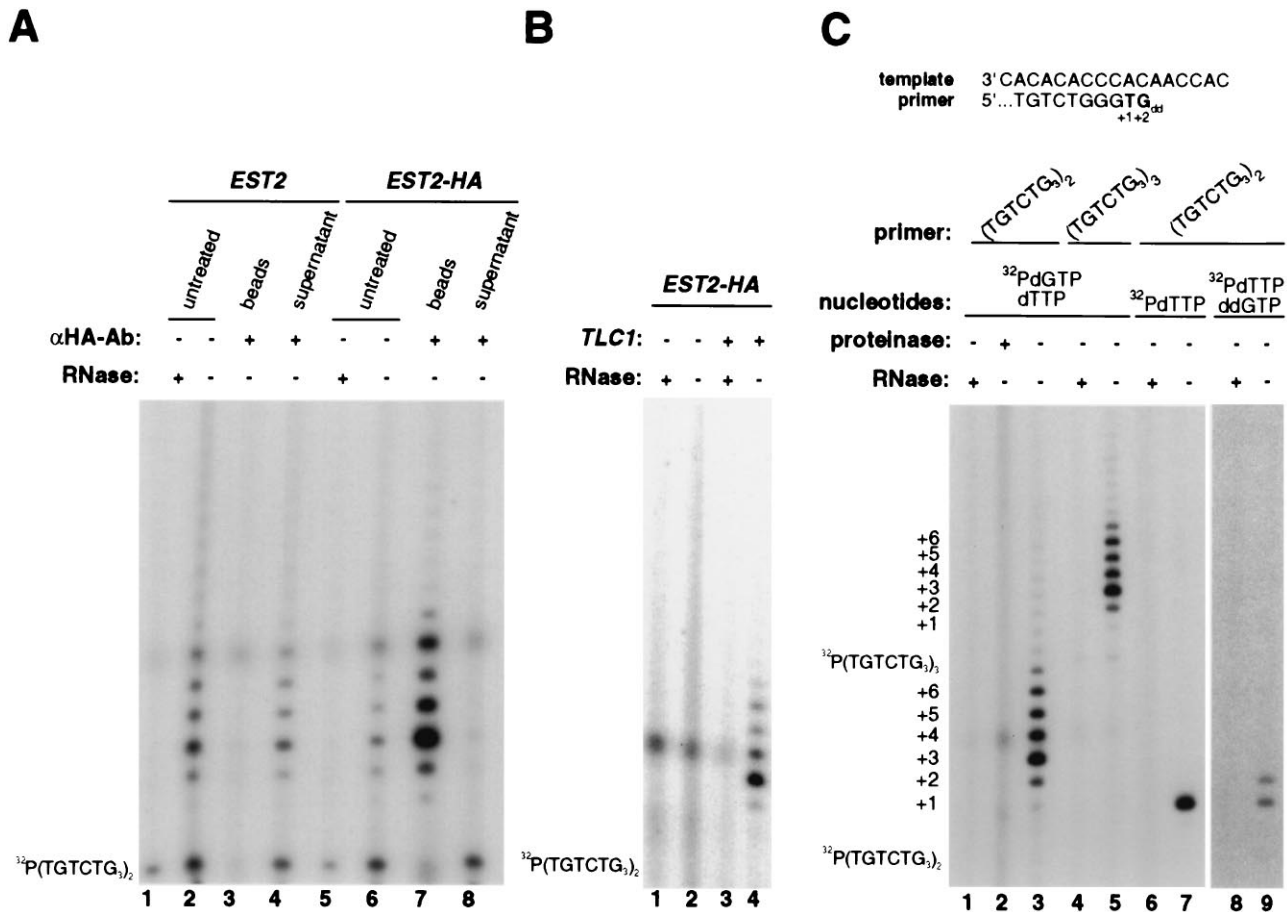 A
EST2 EST2-HA
untreated beads supernatant untreated beads supernatant
αHA-Ab: - - + + - - + +
RNase: + - - - + - - -
³²P(TGTCTG₃)₂
1 2 3 4 5 6 7 8
B
EST2-HA
TLC1: - - + +
RNase: + - + -
³²P(TGTCTG₃)₂
1 2 3 4
C
template 3' CACACACCCACAACCAC
primer 5'...TGTCTGGGTGdd
+1+2
primer: (TGTCTG₃)₂ (TGTCTG₃)₃ (TGTCTG₃)₂
nucleotides: ³²PdGTP dTTP ³²PdTTP ³²PdTTP ddGTP
proteinase: - + - - - - - - -
RNase: + - - + - + - + -
+6
+5
+4
+3
+2
+1
³²P(TGTCTG₃)₃
+6
+5
+4
+3
+2
+1
³²P(TGTCTG₃)₂
1 2 3 4 5 6 7 8 9